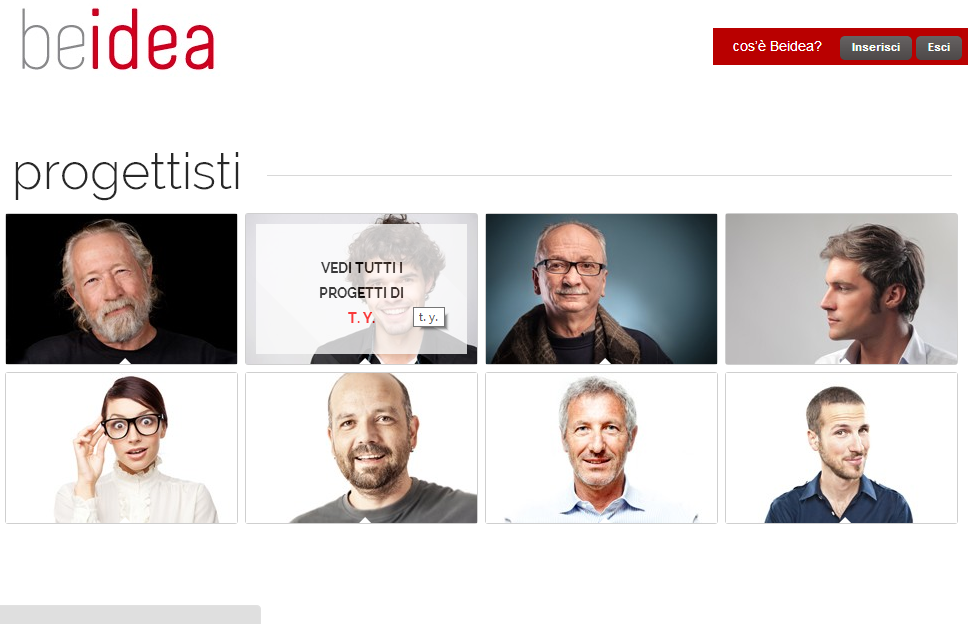 beidea
cos'è Beidea?
Inserisci
Esci
progettisti
VEDI TUTTI I
PROGETTI DI
T. Y.
t. y.